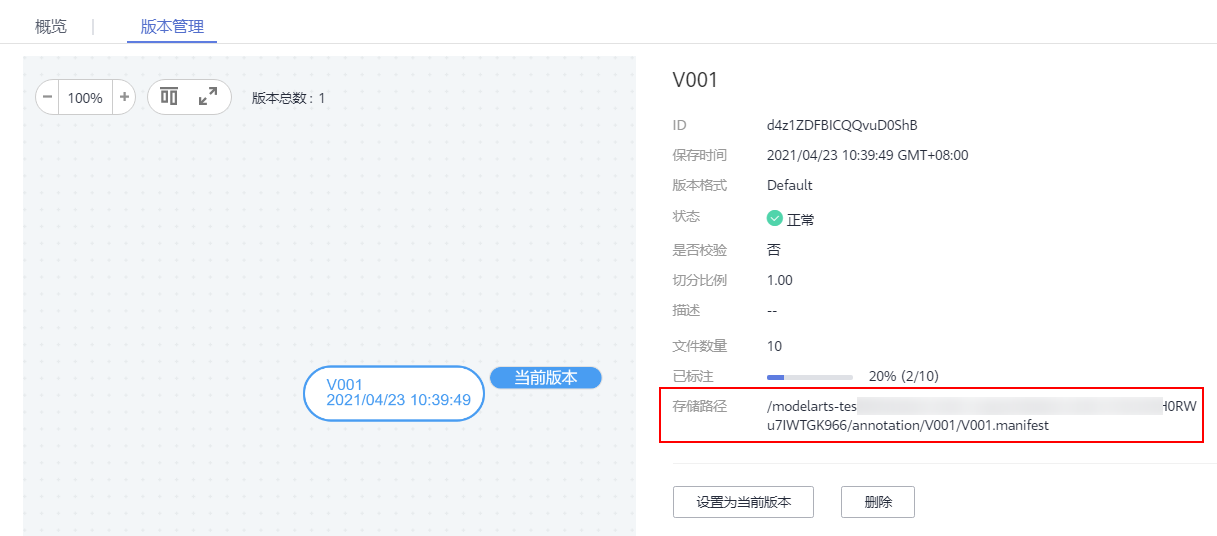 概览
版本管理
100%
版本总数 : 1
V001
2021/04/23 10:39:49
当前版本
V001
ID d4z1ZDFBICQQvuD0ShB
保存时间 2021/04/23 10:39:49 GMT+08:00
版本格式 Default
状态 正常
是否校验 否
切分比例 1.00
描述 --
文件数量 10
已标注 20% (2/10)
存储路径 /modelarts-tes H0RW
u7IWTGK966/annotation/V001/V001.manifest
设置为当前版本
删除